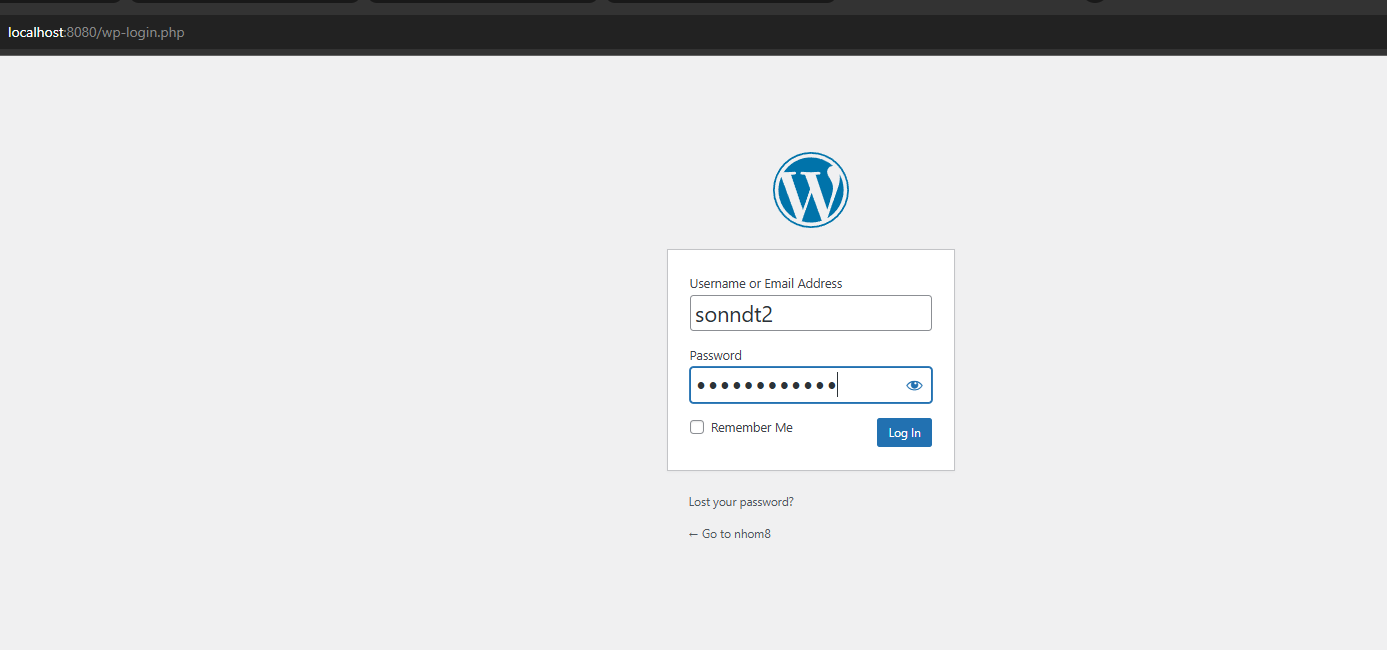 localhost:8080/wp-login.php
Username or Email Address
sonndt2
Password
••••••••••••
Remember Me
Log In
Lost your password?
← Go to nhom8